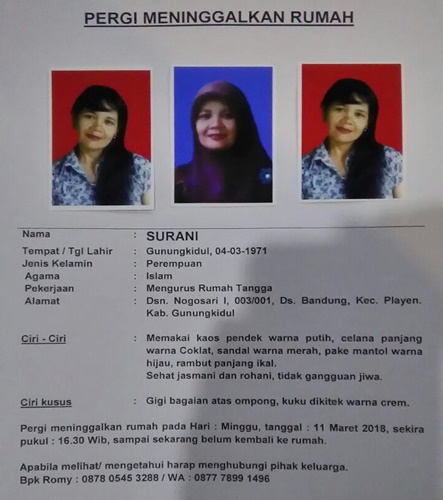 PERGI MENINGGALKAN RUMAH
Nama : SURANI
Tempat / Tgl Lahir : Gunungkidul, 04-03-1971
Jenis Kelamin : Perempuan
Agama : Islam
Pekerjaan : Mengurus Rumah Tangga
Alamat : Dsn. Nogosari I, 003/001, Ds. Bandung, Kec. Playen.
Kab. Gunungkidul
Ciri - Ciri : Memakai kaos pendek warna putih, celana panjang
warna Coklat, sandal warna merah, pake mantol warna
hijau, rambut panjang ikal.
Sehat jasmani dan rohani, tidak gangguan jiwa.
Ciri kusus : Gigi bagaian atas ompong, kuku dikitek warna crem.
Pergi meninggalkan rumah pada Hari : Minggu, tanggal : 11 Maret 2018, sekira
pukul : 16.30 Wib, sampai sekarang belum kembali ke rumah.
Apabila melihat/ mengetahui harap menghubungi pihak keluarga.
Bpk Romy : 0878 0545 3288 / WA : 0877 7899 1496